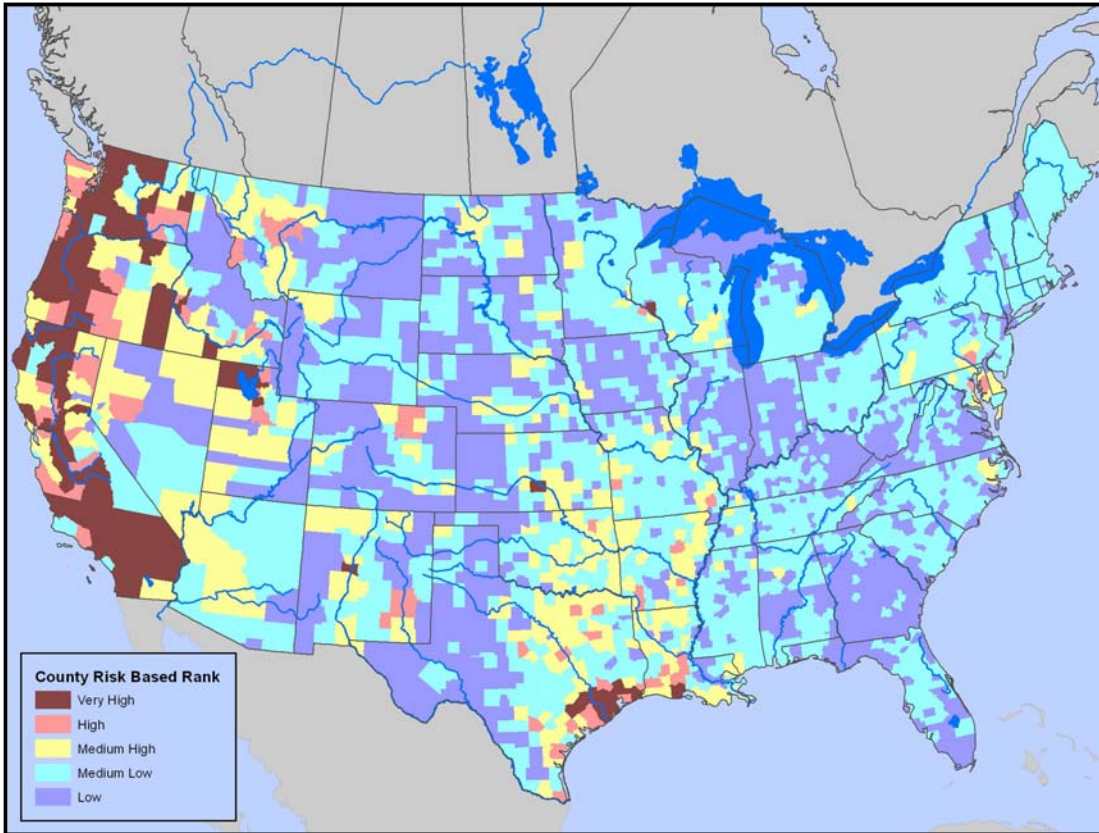 County Risk Based Rank
Very High
High
Medium High
Medium Low
Low